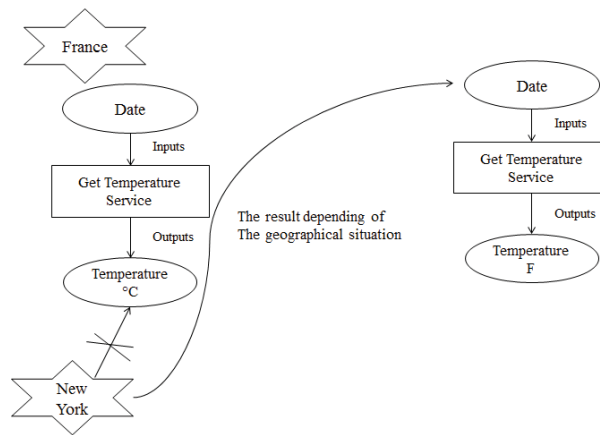 France
Date
Inputs
Get Temperature
Service
Outputs
Temperature
°C
New
York
The result depending of
The geographical situation
Date
Inputs
Get Temperature
Service
Outputs
Temperature
F